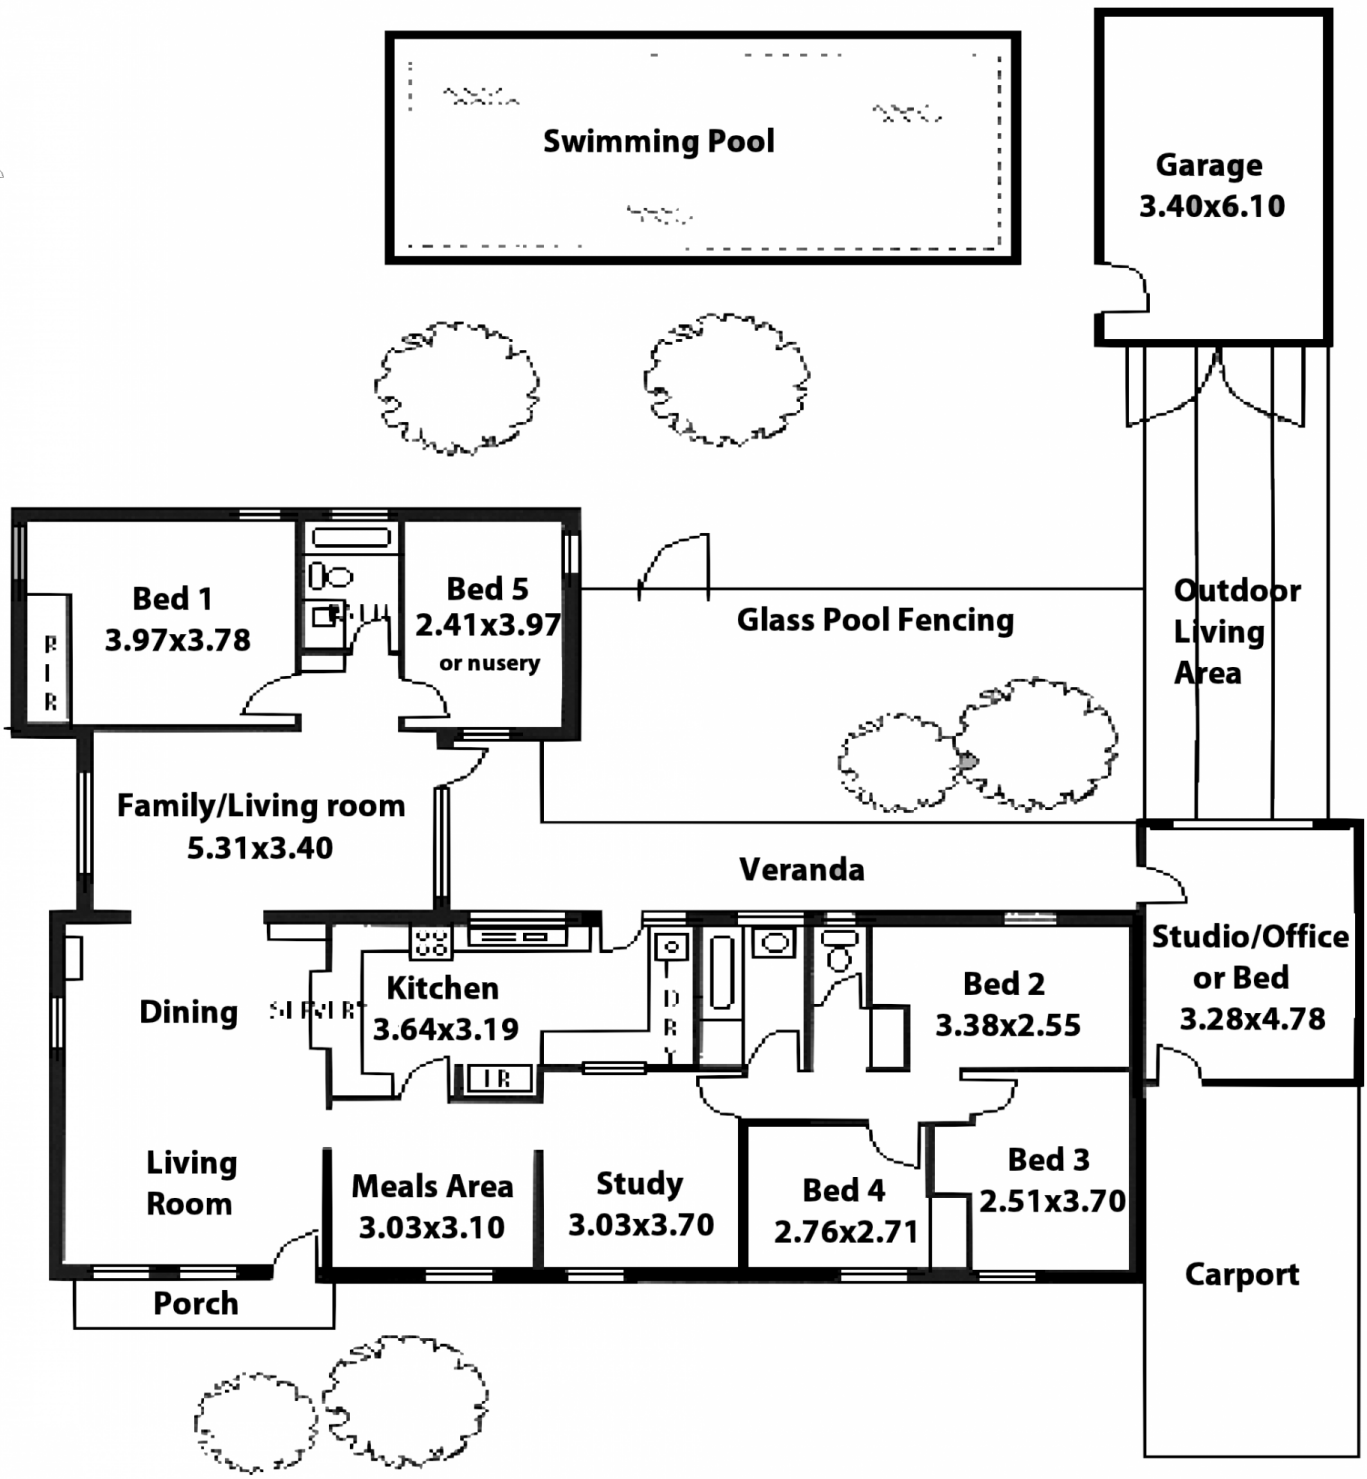 Swimming Pool
Garage
3.40x6.10
Bed 1
3.97x3.78
Bed 5
2.41x3.97
or nusery
R
I
R
Glass Pool Fencing
Outdoor
Living
Area
Family/Living room
5.31x3.40
Veranda
Studio/Office
or Bed
3.28x4.78
Dining
Kitchen
3.64x3.19
D
R
Bed 2
3.38x2.55
Living
Room
Meals Area
3.03x3.10
Study
3.03x3.70
Bed 4
2.76x2.71
Bed 3
2.51x3.70
Porch
Carport